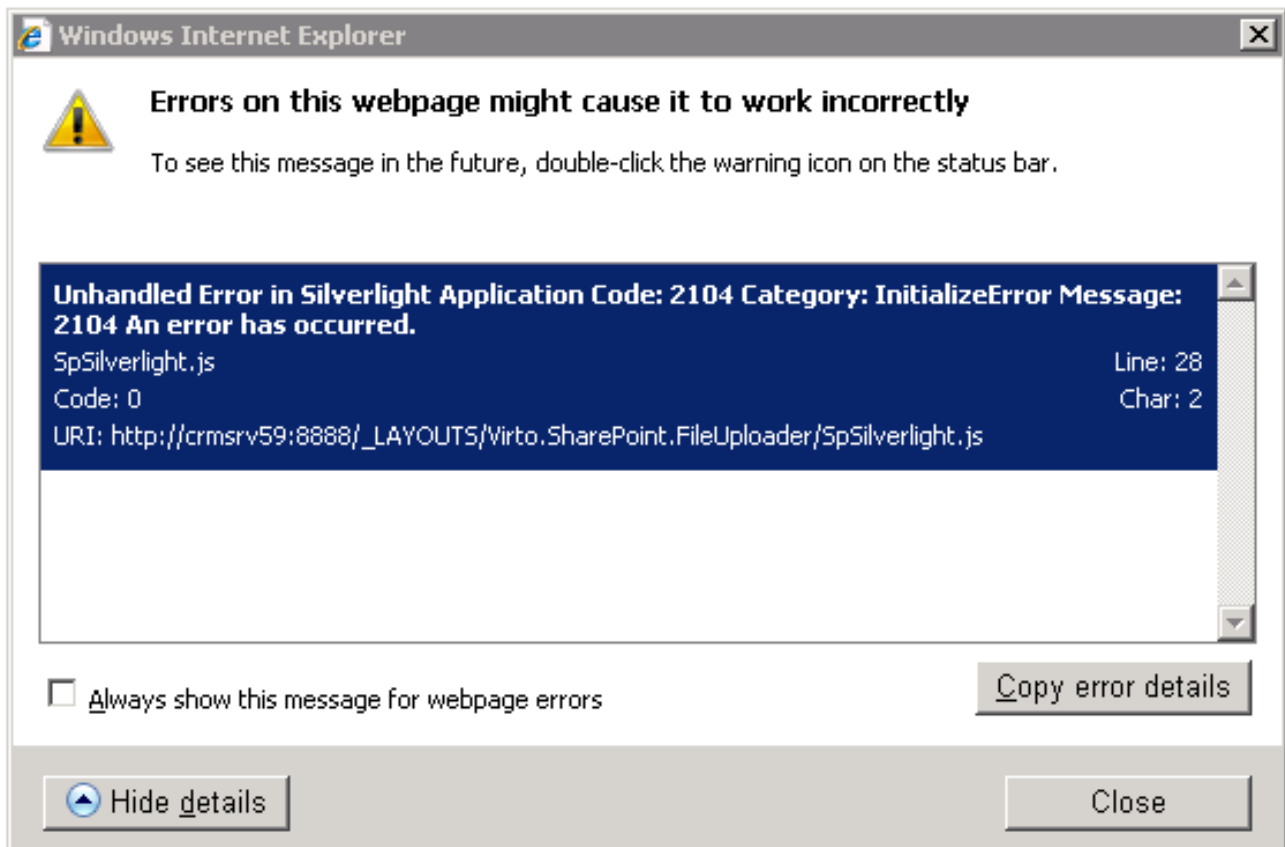 Windows Internet Explorer
Errors on this webpage might cause it to work incorrectly
To see this message in the future, double-click the warning icon on the status bar.
Unhandled Error in Silverlight Application Code: 2104 Category: InitializeError Message:
2104 An error has occurred.
SpSilverlight.js Line: 28
Code: 0 Char: 2
URI: http://crmsrv59:8888/_LAYOUTS/Virto.SharePoint.FileUploader/SpSilverlight.js
Always show this message for webpage errors
Copy error details
Hide details
Close